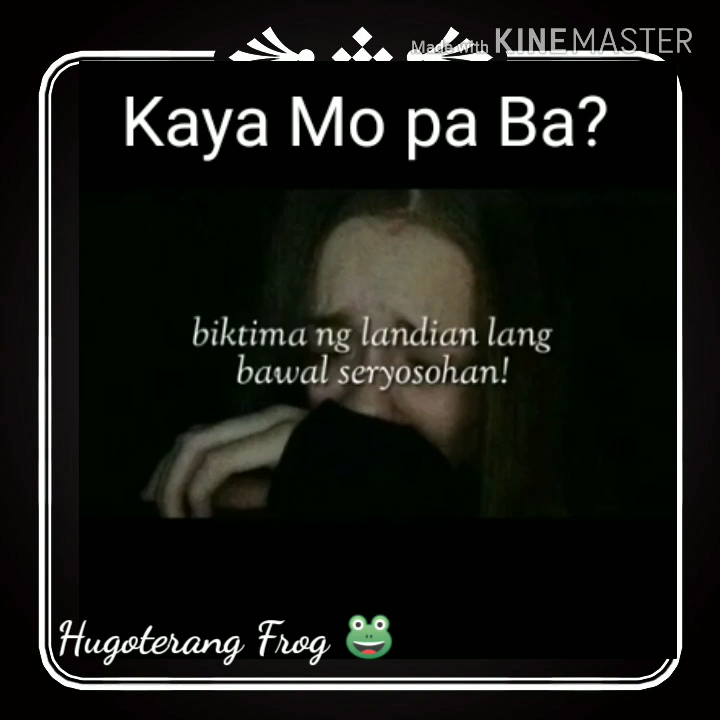 Made with KINEMASTER
Kaya Mo pa Ba?
biktima ng landian lang
bawal seryosohan!
Hugoterang Frog 🐸